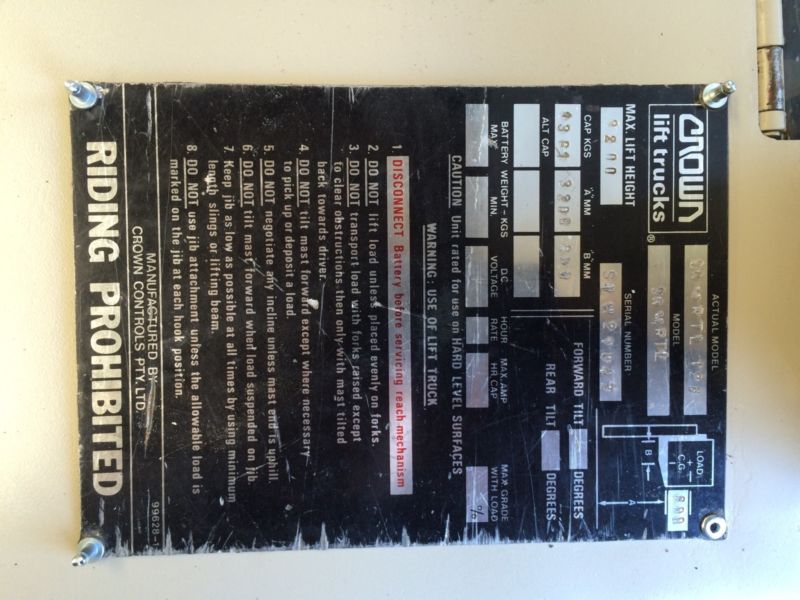 CROWN
lift trucks®
ACTUAL MODEL
MODEL
MAX. LIFT HEIGHT
SERIAL NUMBER
7200
CAP KGS 'A' MM 'B' MM
LOAD
C.G.
B
A
600
ALT CAP
FORWARD TILT DEGREES
REAR TILT DEGREES
BATTERY WEIGHT-KGS
MAX. MIN.
D.C. VOLTAGE
HOUR RATE
MAX. AMP HR. CAP
MAX GRADE WITH LOAD
%
CAUTION Unit rated for use on HARD LEVEL SURFACES
WARNING: USE OF LIFT TRUCK
1. DISCONNECT Battery before servicing reach mechanism
2. DO NOT lift load unless placed evenly on forks.
3. DO NOT transport load with forks raised except
to clear obstructions then only with mast tilted
back towards driver.
4. DO NOT tilt mast forward except where necessary
to pick up or deposit a load.
5. DO NOT negotiate any incline unless mast end is uphill.
6. DO NOT tilt mast forward when load suspended on jib.
7. Keep jib as low as possible at all times by using minimum
length slings or lifting beam.
8. DO NOT use jib attachment unless the allowable load is
marked on the jib at each hook position.
MANUFACTURED BY
CROWN CONTROLS PTY. LTD.
99628-1
RIDING PROHIBITED